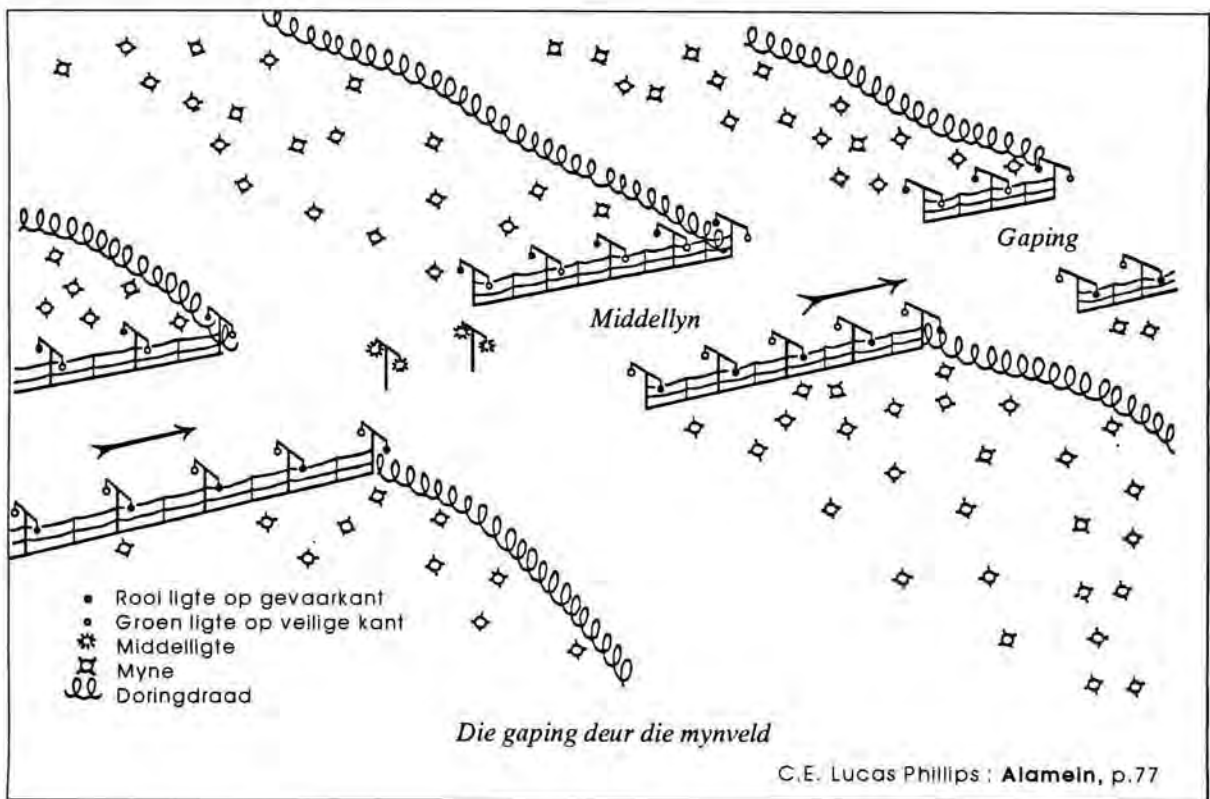 Gaping
Middellyn
Rooi ligte op gevaarkant
Groen ligte op veilige kant
Middelligte
Myne
Doringdraad
Die gaping deur die mynveld
C.E. Lucas Phillips : Alamein, p.77